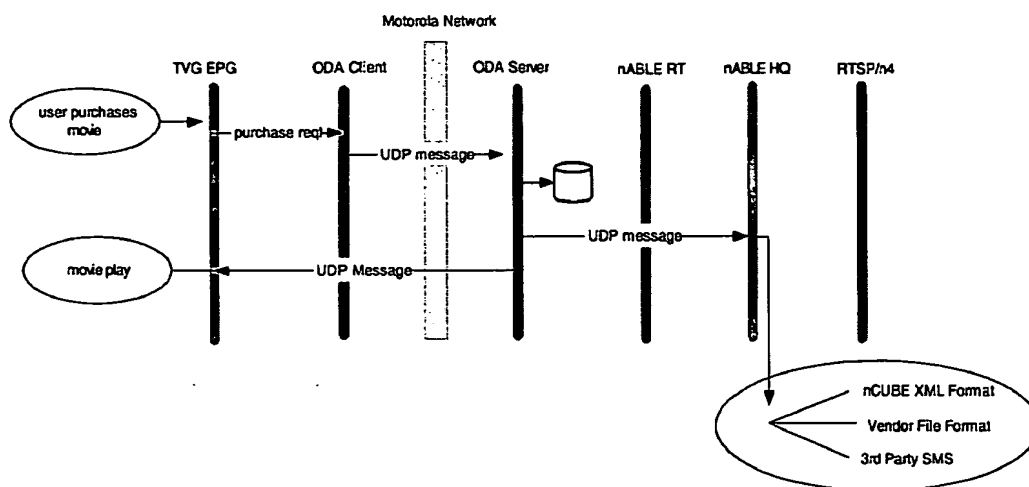 Motorola Network
TVG EPG
ODA Client
ODA Server
nABLE RT
nABLE HQ
RTSP/n4
user purchases
movie
purchase req
UDP message
UDP message
movie play
UDP Message
nCUBE XML Format
Vendor File Format
3rd Party SMS